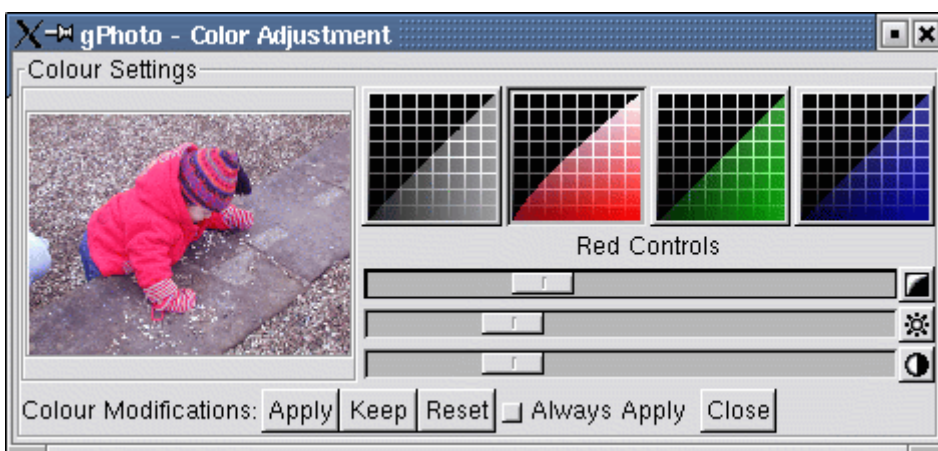 gPhoto - Color Adjustment
Colour Settings
Red Controls
Colour Modifications: Apply Keep Reset Always Apply Close